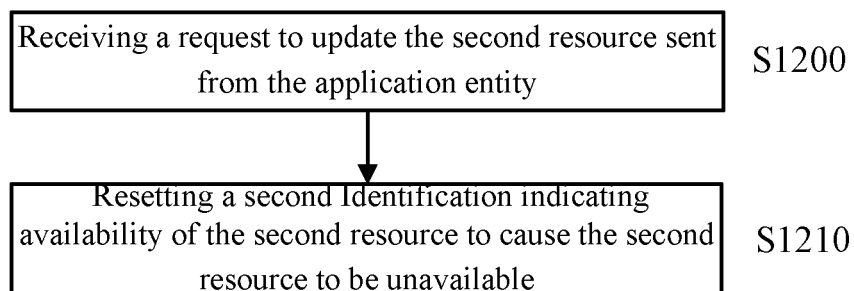 Receiving a request to update the second resource sent
from the application entity
S1200
Resetting a second Identification indicating
availability of the second resource to cause the second
resource to be unavailable
S1210